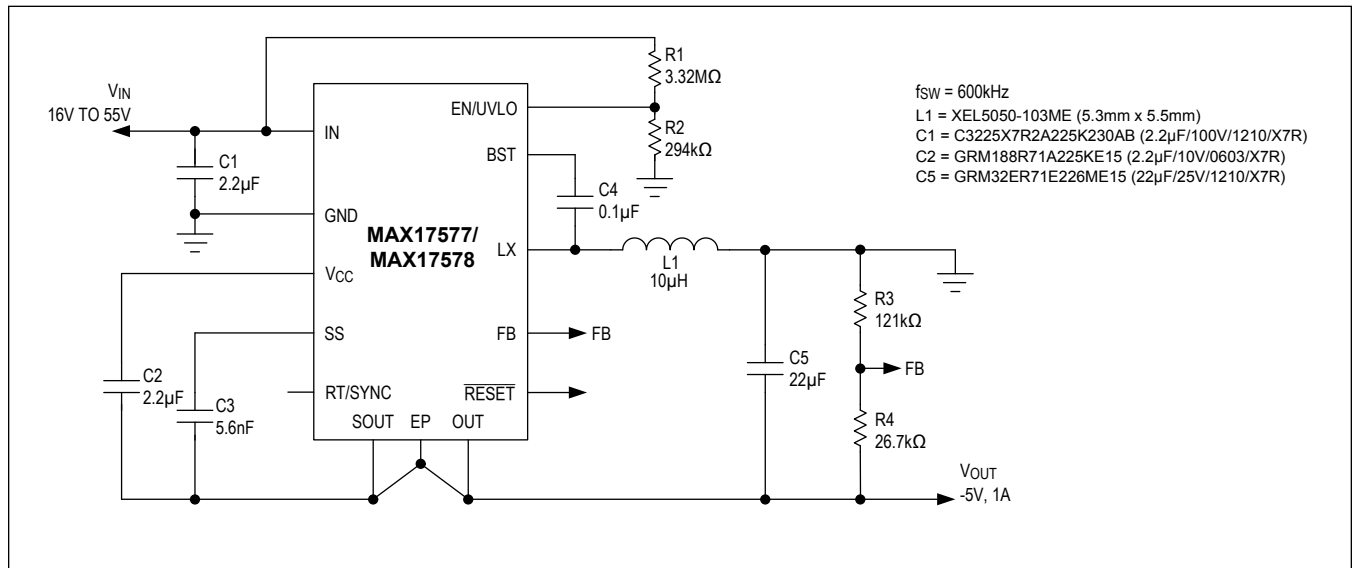 VIN
16V TO 55V
C1
2.2µF
IN
GND
VCC
SS
RT/SYNC
SOUT
EP
OUT
MAX17577/
MAX17578
EN/UVLO
BST
LX
FB
RESET
C2
2.2µF
C3
5.6nF
R1
3.32MΩ
R2
294kΩ
C4
0.1µF
L1
10µH
FB
C5
22µF
R3
121kΩ
FB
R4
26.7kΩ
VOUT
-5V, 1A
fSW = 600kHz
L1 = XEL5050-103ME (5.3mm x 5.5mm)
C1 = C3225X7R2A225K230AB (2.2µF/100V/1210/X7R)
C2 = GRM188R71A225KE15 (2.2µF/10V/0603/X7R)
C5 = GRM32ER71E226ME15 (22µF/25V/1210/X7R)